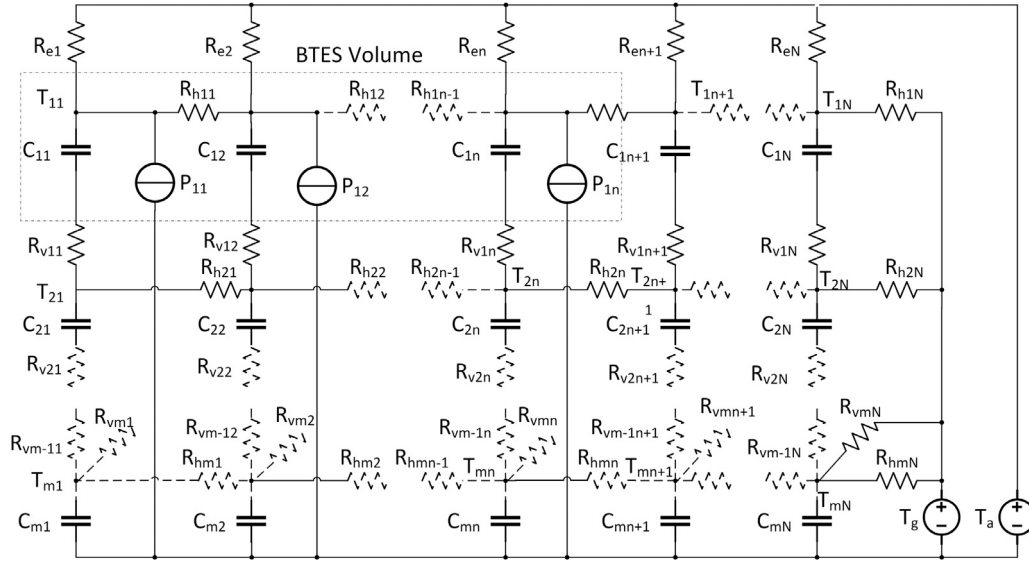 Re1 Re2 Ren Ren+1 ReN
BTES Volume
T11 Rh11 Rh12 Rh1n-1 T1n+1 T1N Rh1N
C11 C12 C1n C1n+1 C1N
P11 P12 P1n
Rv11 Rv12 Rv1n Rv1n+1 Rv1N
T21 Rh21 Rh22 Rh2n-1 T2n Rh2n T2n+ T2N Rh2N
1
C21 C22 C2n C2n+1 C2N
Rv21 Rv22 Rv2n Rv2n+1 Rv2N
Rvm1 Rvm2 Rvmn Rvmn+1 RvmN
Rvm-11 Rvm-12 Rvm-1n Rvm-1n+1 Rvm-1N
Tm1 Rhm1 Rhm2 Rhmn-1 Tmn Rhmn Tmn+1 RhmN
TmN
Cm1 Cm2 Cmn Cmn+1 CmN Tg + − Ta + −